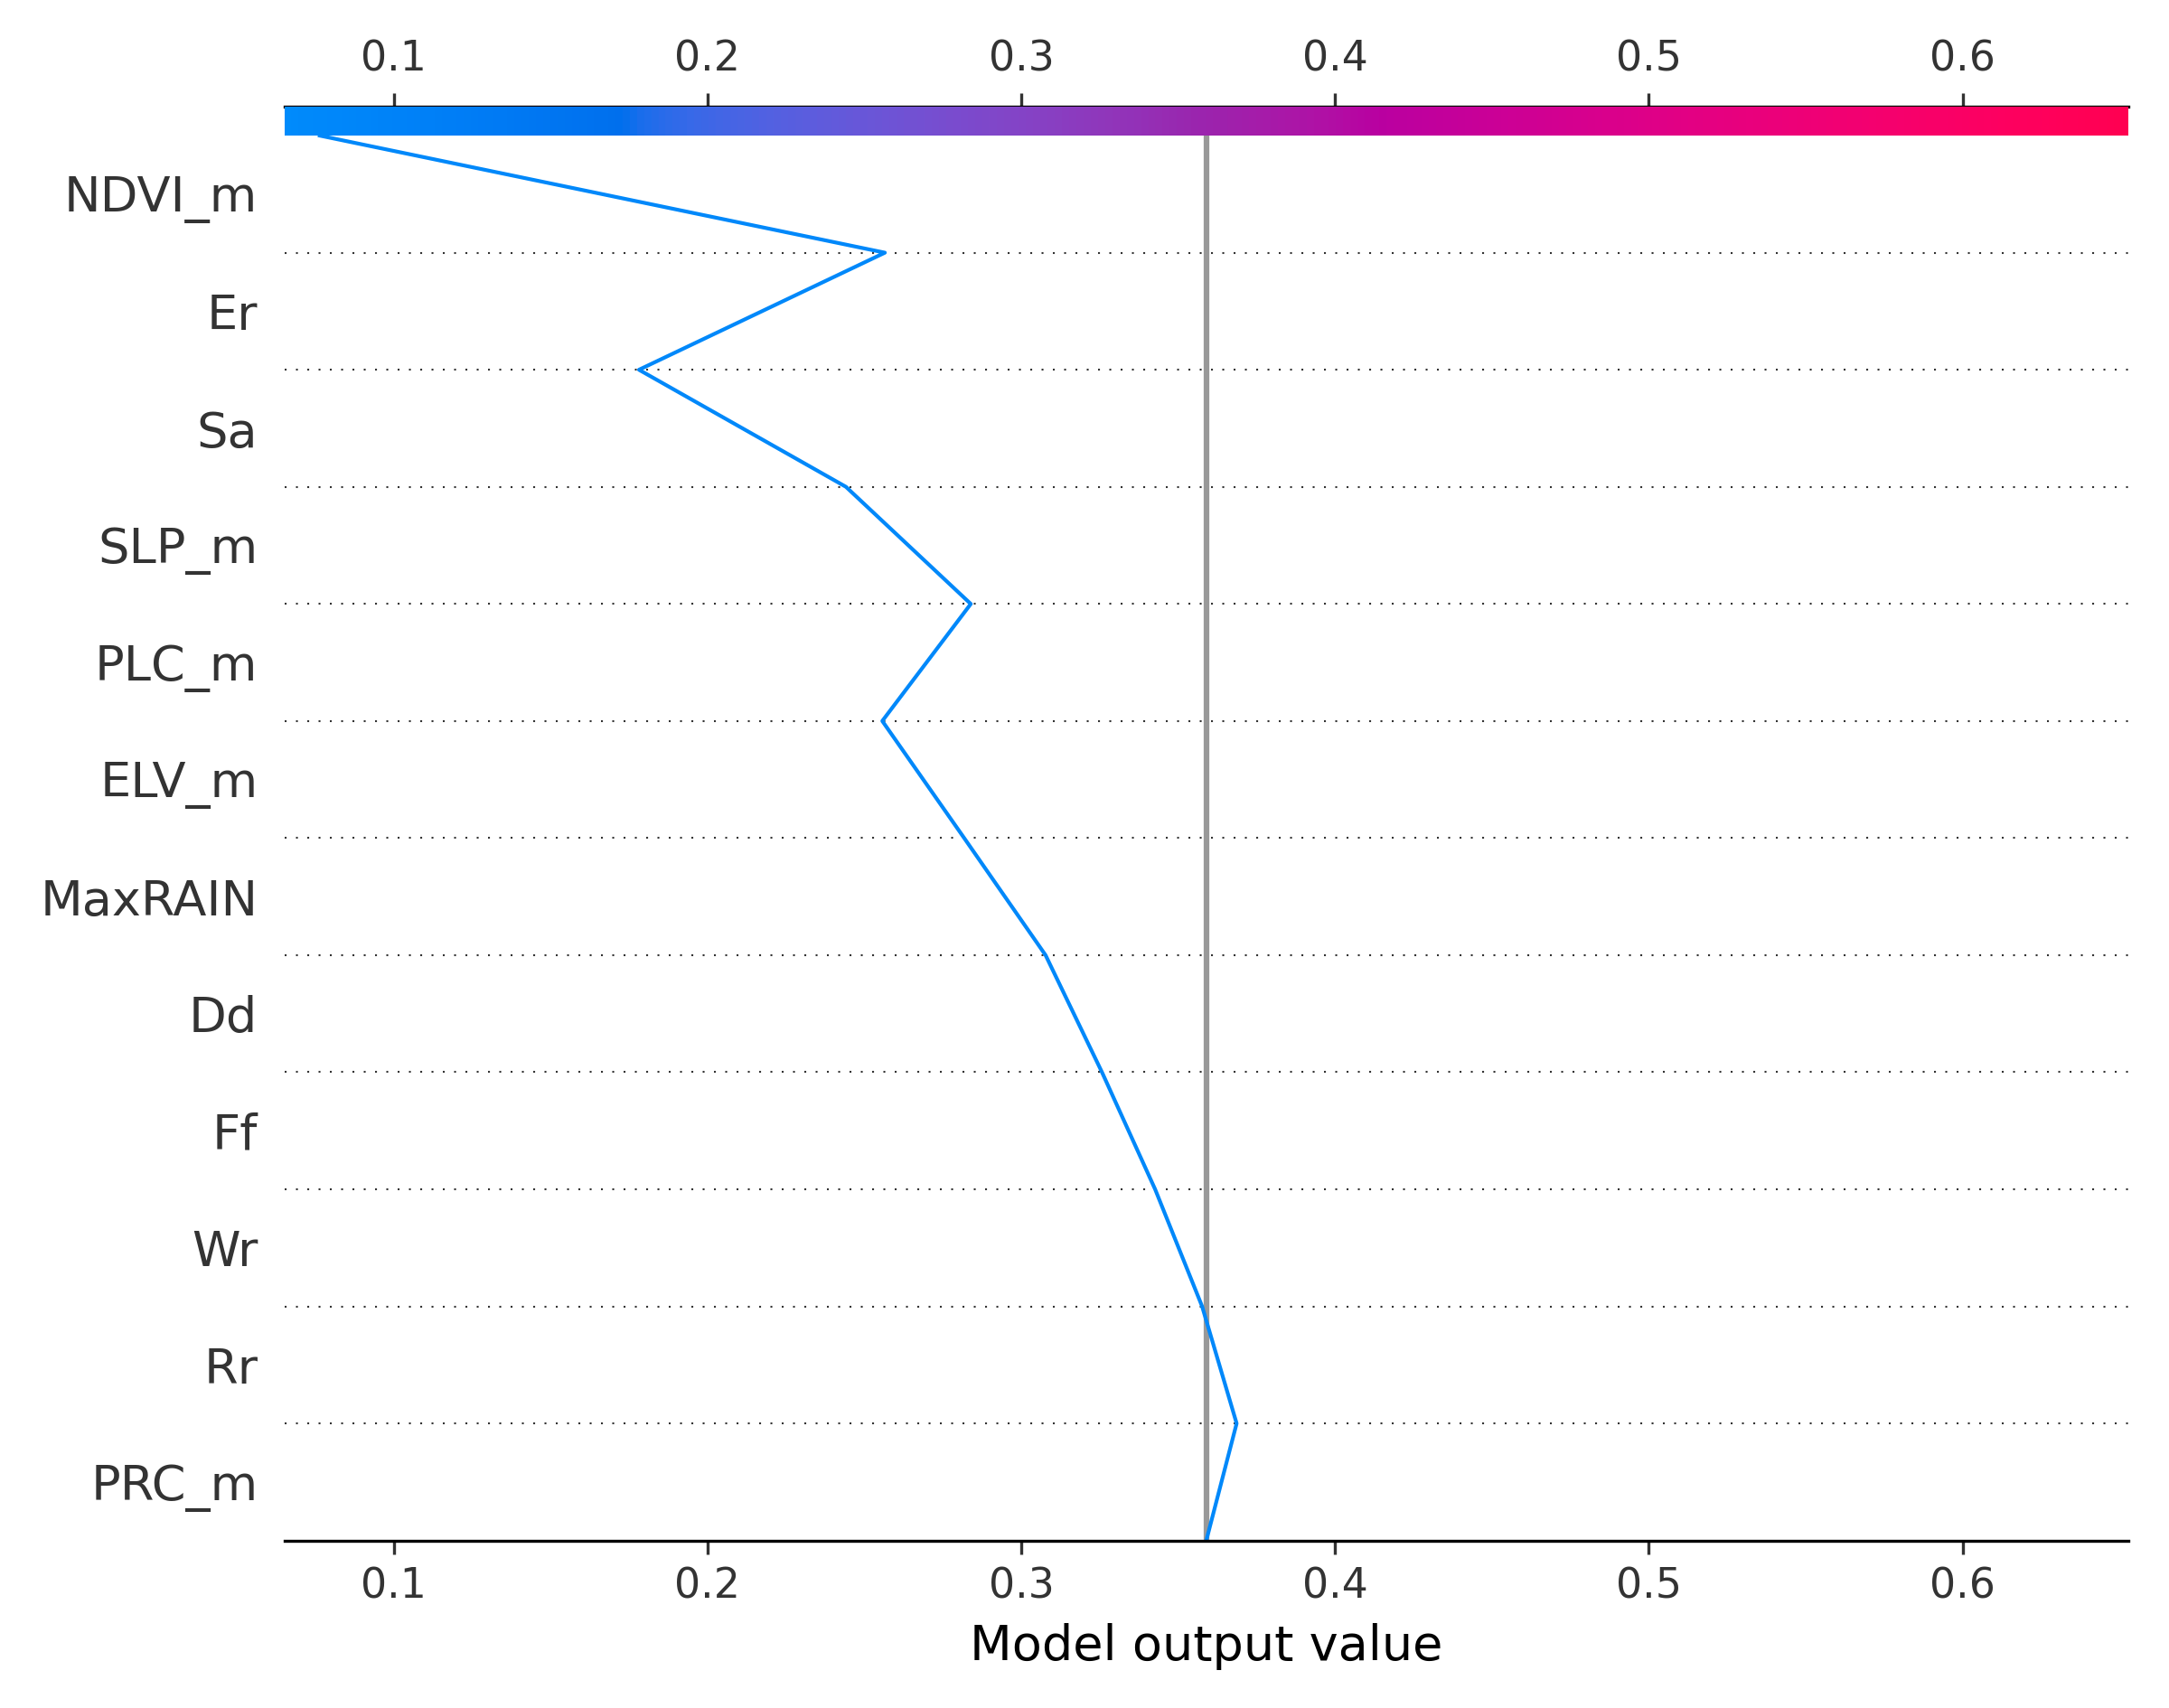 0.1 0.2 0.3 0.4 0.5 0.6
NDVI_m
Er
Sa
SLP_m
PLC_m
ELV_m
MaxRAIN
Dd
Ff
Wr
Rr
PRC_m
0.1 0.2 0.3 0.4 0.5 0.6
Model output value